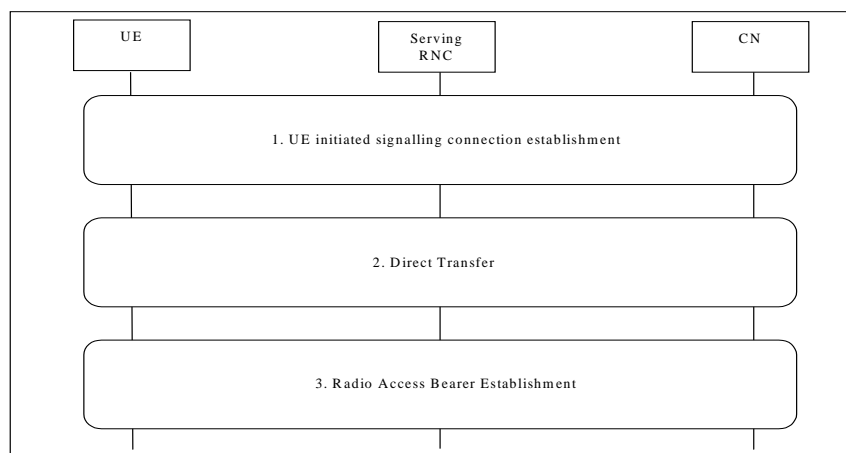 UE
Serving
RNC
CN
1. UE initiated signalling connection establishment
2. Direct Transfer
3. Radio Access Bearer Establishment